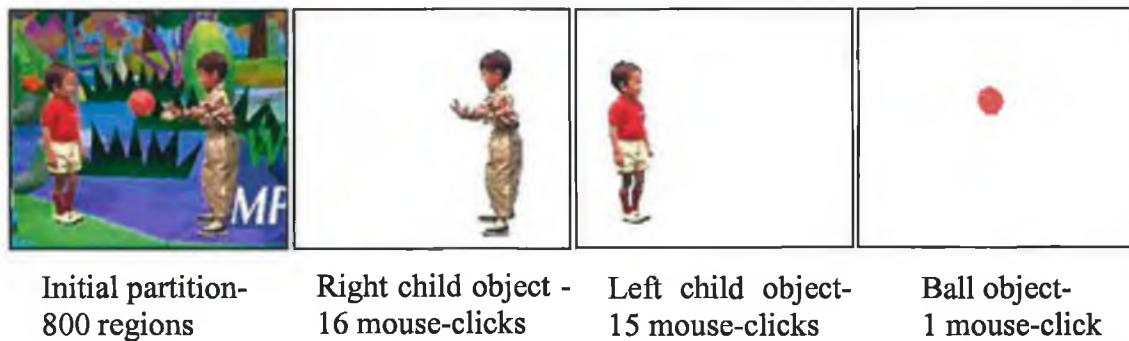 MP
Initial partition-
800 regions
Right child object -
16 mouse-clicks
Left child object-
15 mouse-clicks
Ball object-
1 mouse-click